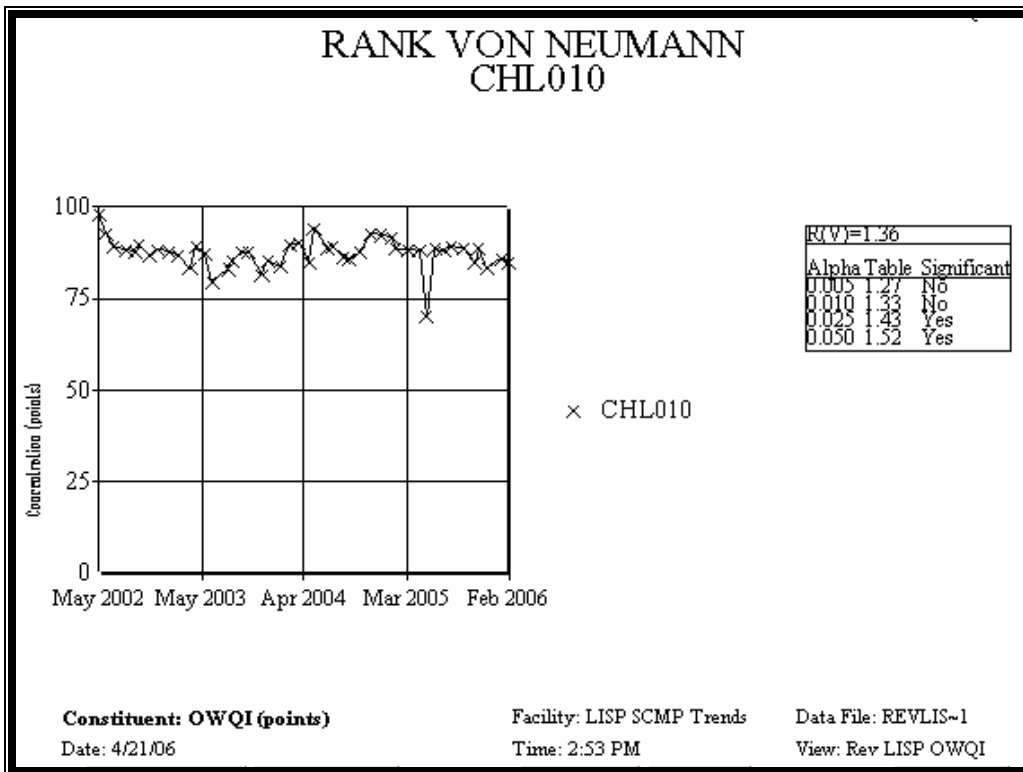 RANK VON NEUMANN
CHL010
100
75
50
25
0
Concentration (points)
May 2002 May 2003 Apr 2004 Mar 2005 Feb 2006
CHL010
R(V)=1.36
Alpha Table Significant
0.005 1.27 No
0.010 1.33 No
0.025 1.43 Yes
0.050 1.52 Yes
Constituent: OWQI (points) Facility: LISP SCMP Trends Data File: REVLIS~1
Date: 4/21/06 Time: 2:53 PM View: Rev LISP OWQI